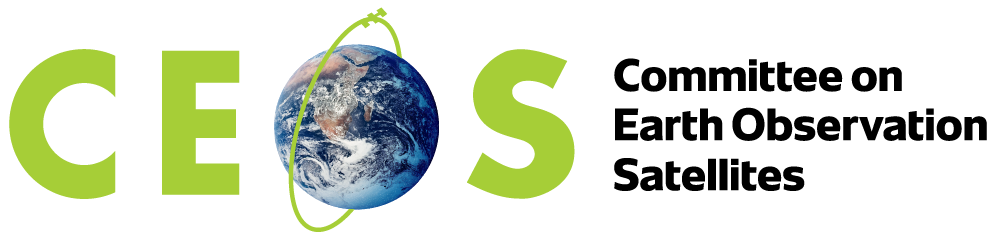 CEOS
Committee on
Earth Observation
Satellites